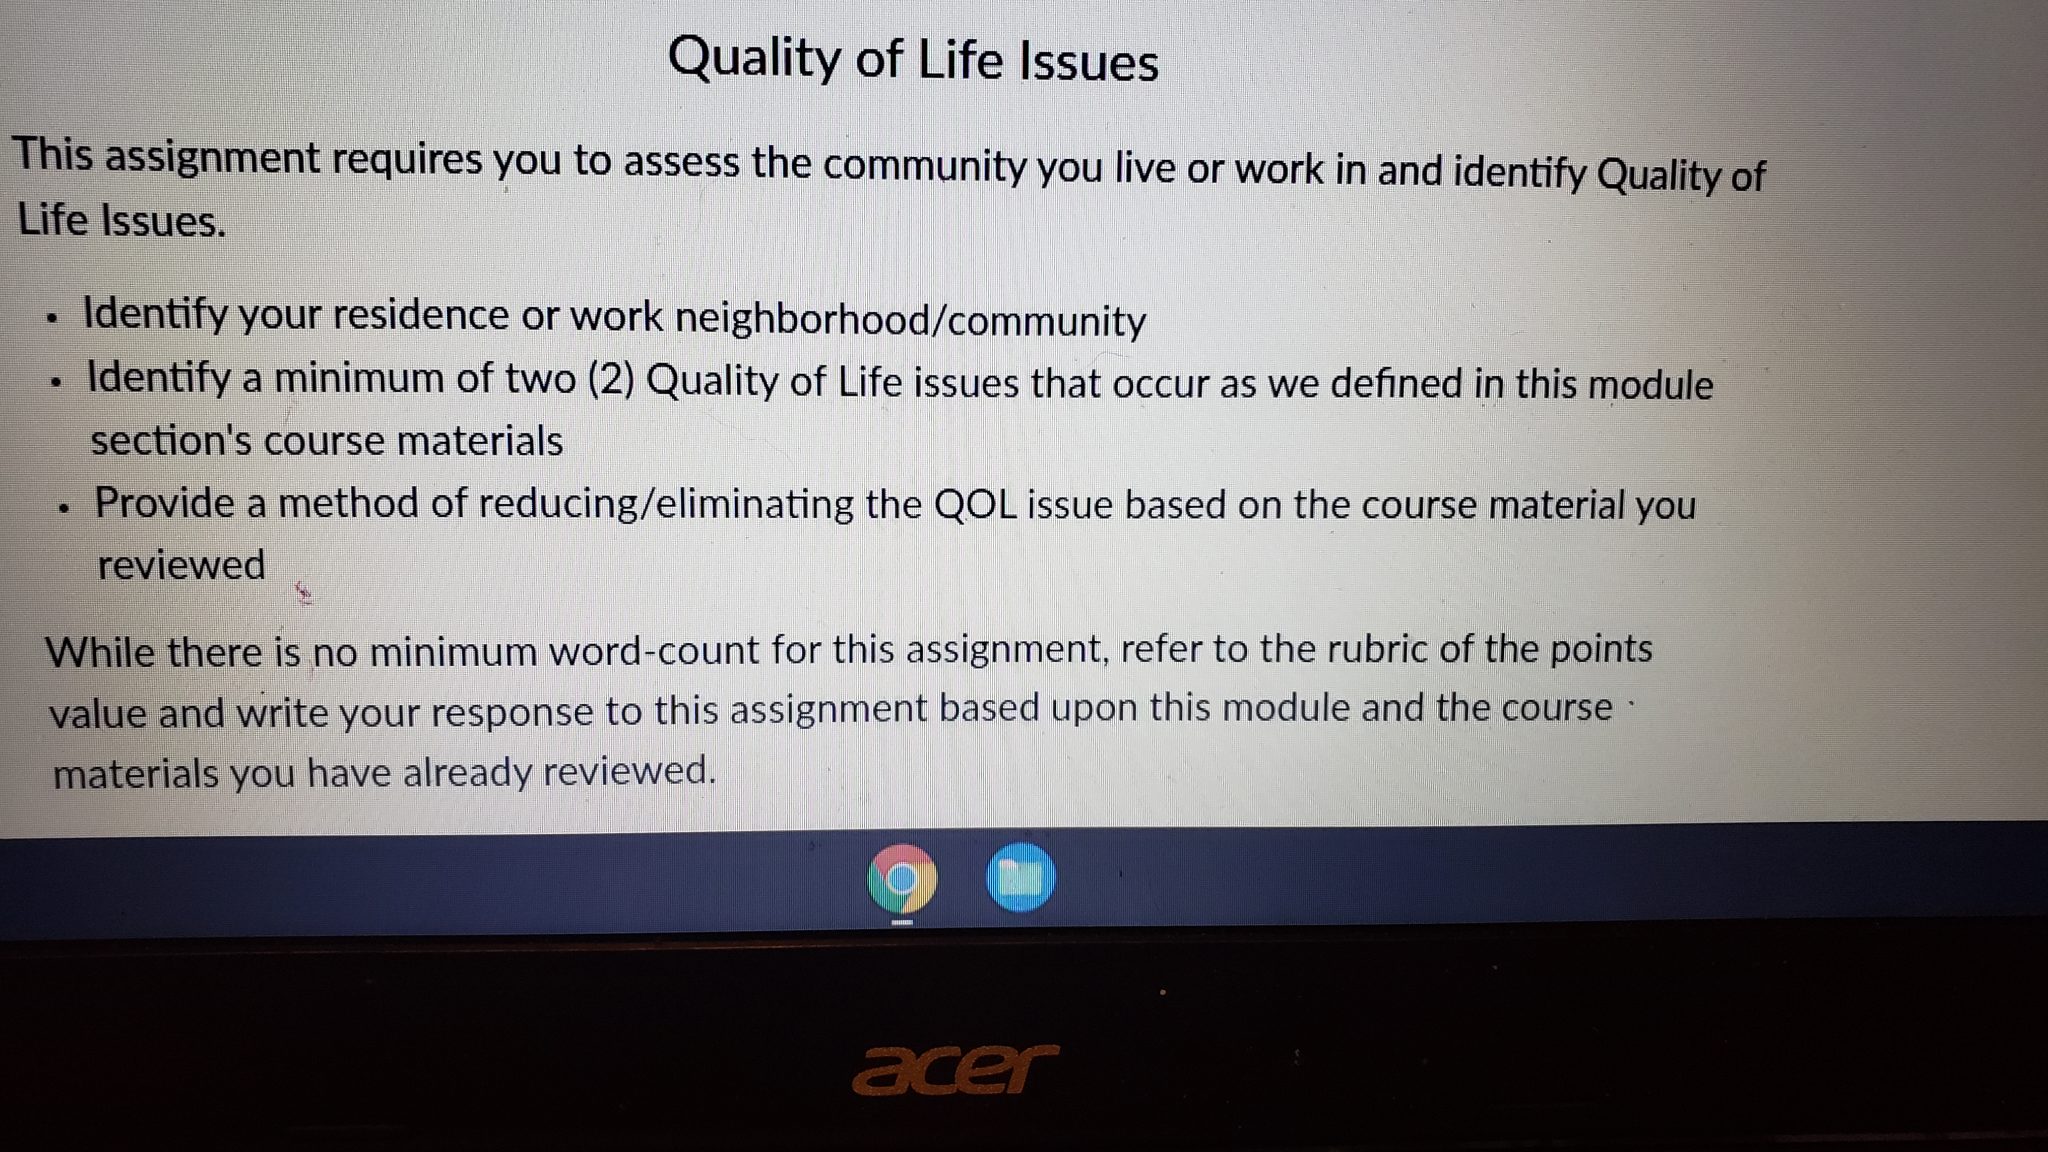 Quality of Life Issues
This assignment requires you to assess the community you live or work in and identify Quality of
Life Issues.
• Identify your residence or work neighborhood/community
• Identify a minimum of two (2) Quality of Life issues that occur as we defined in this module
section's course materials
• Provide a method of reducing/eliminating the QOL issue based on the course material you
reviewed
While there is no minimum word-count for this assignment, refer to the rubric of the points
value and write your response to this assignment based upon this module and the course
materials you have already reviewed.
acer